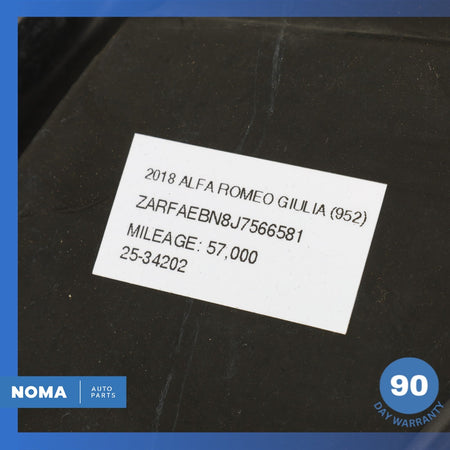 2018 ALFA ROMEO GIULIA (952)
ZARFAEBN8J7566581
MILEAGE: 57,000
25-34202
NOMA
AUTO
PARTS
90
DAY WARRANTY